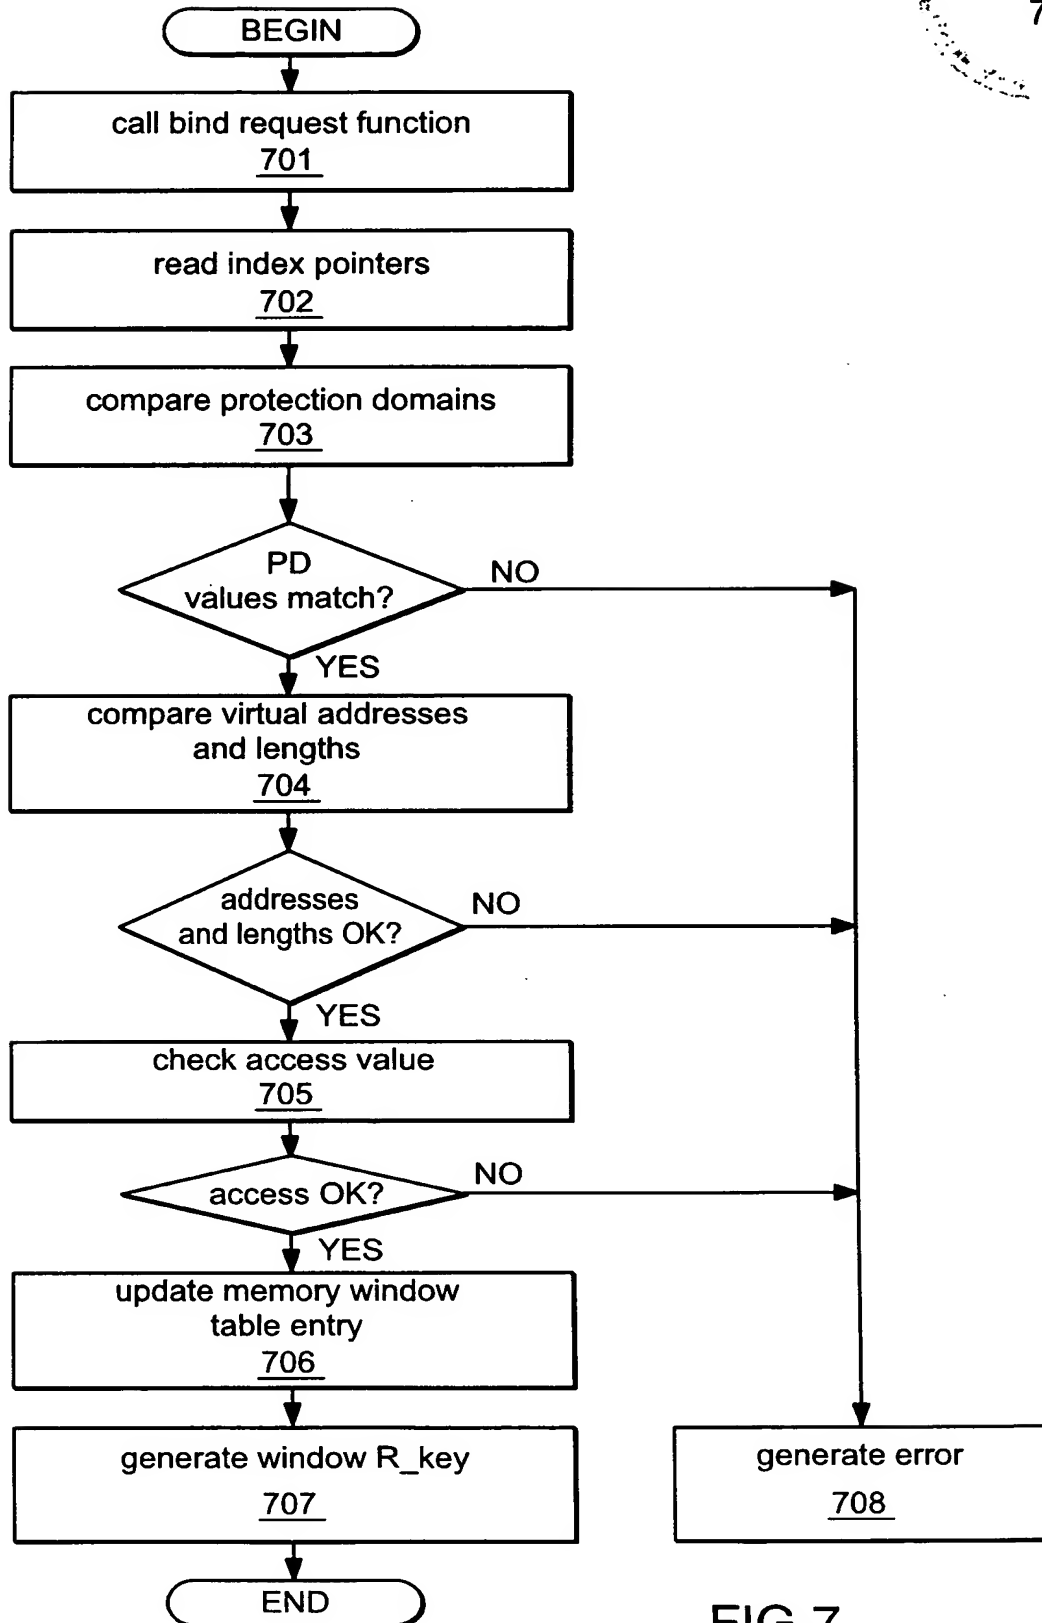 7
BEGIN
call bind request function
701
read index pointers
702
compare protection domains
703
PD
values match?
NO
YES
compare virtual addresses
and lengths
704
addresses
and lengths OK?
NO
YES
check access value
705
access OK?
NO
YES
update memory window
table entry
706
generate window R_key
707
generate error
708
END
FIG 7